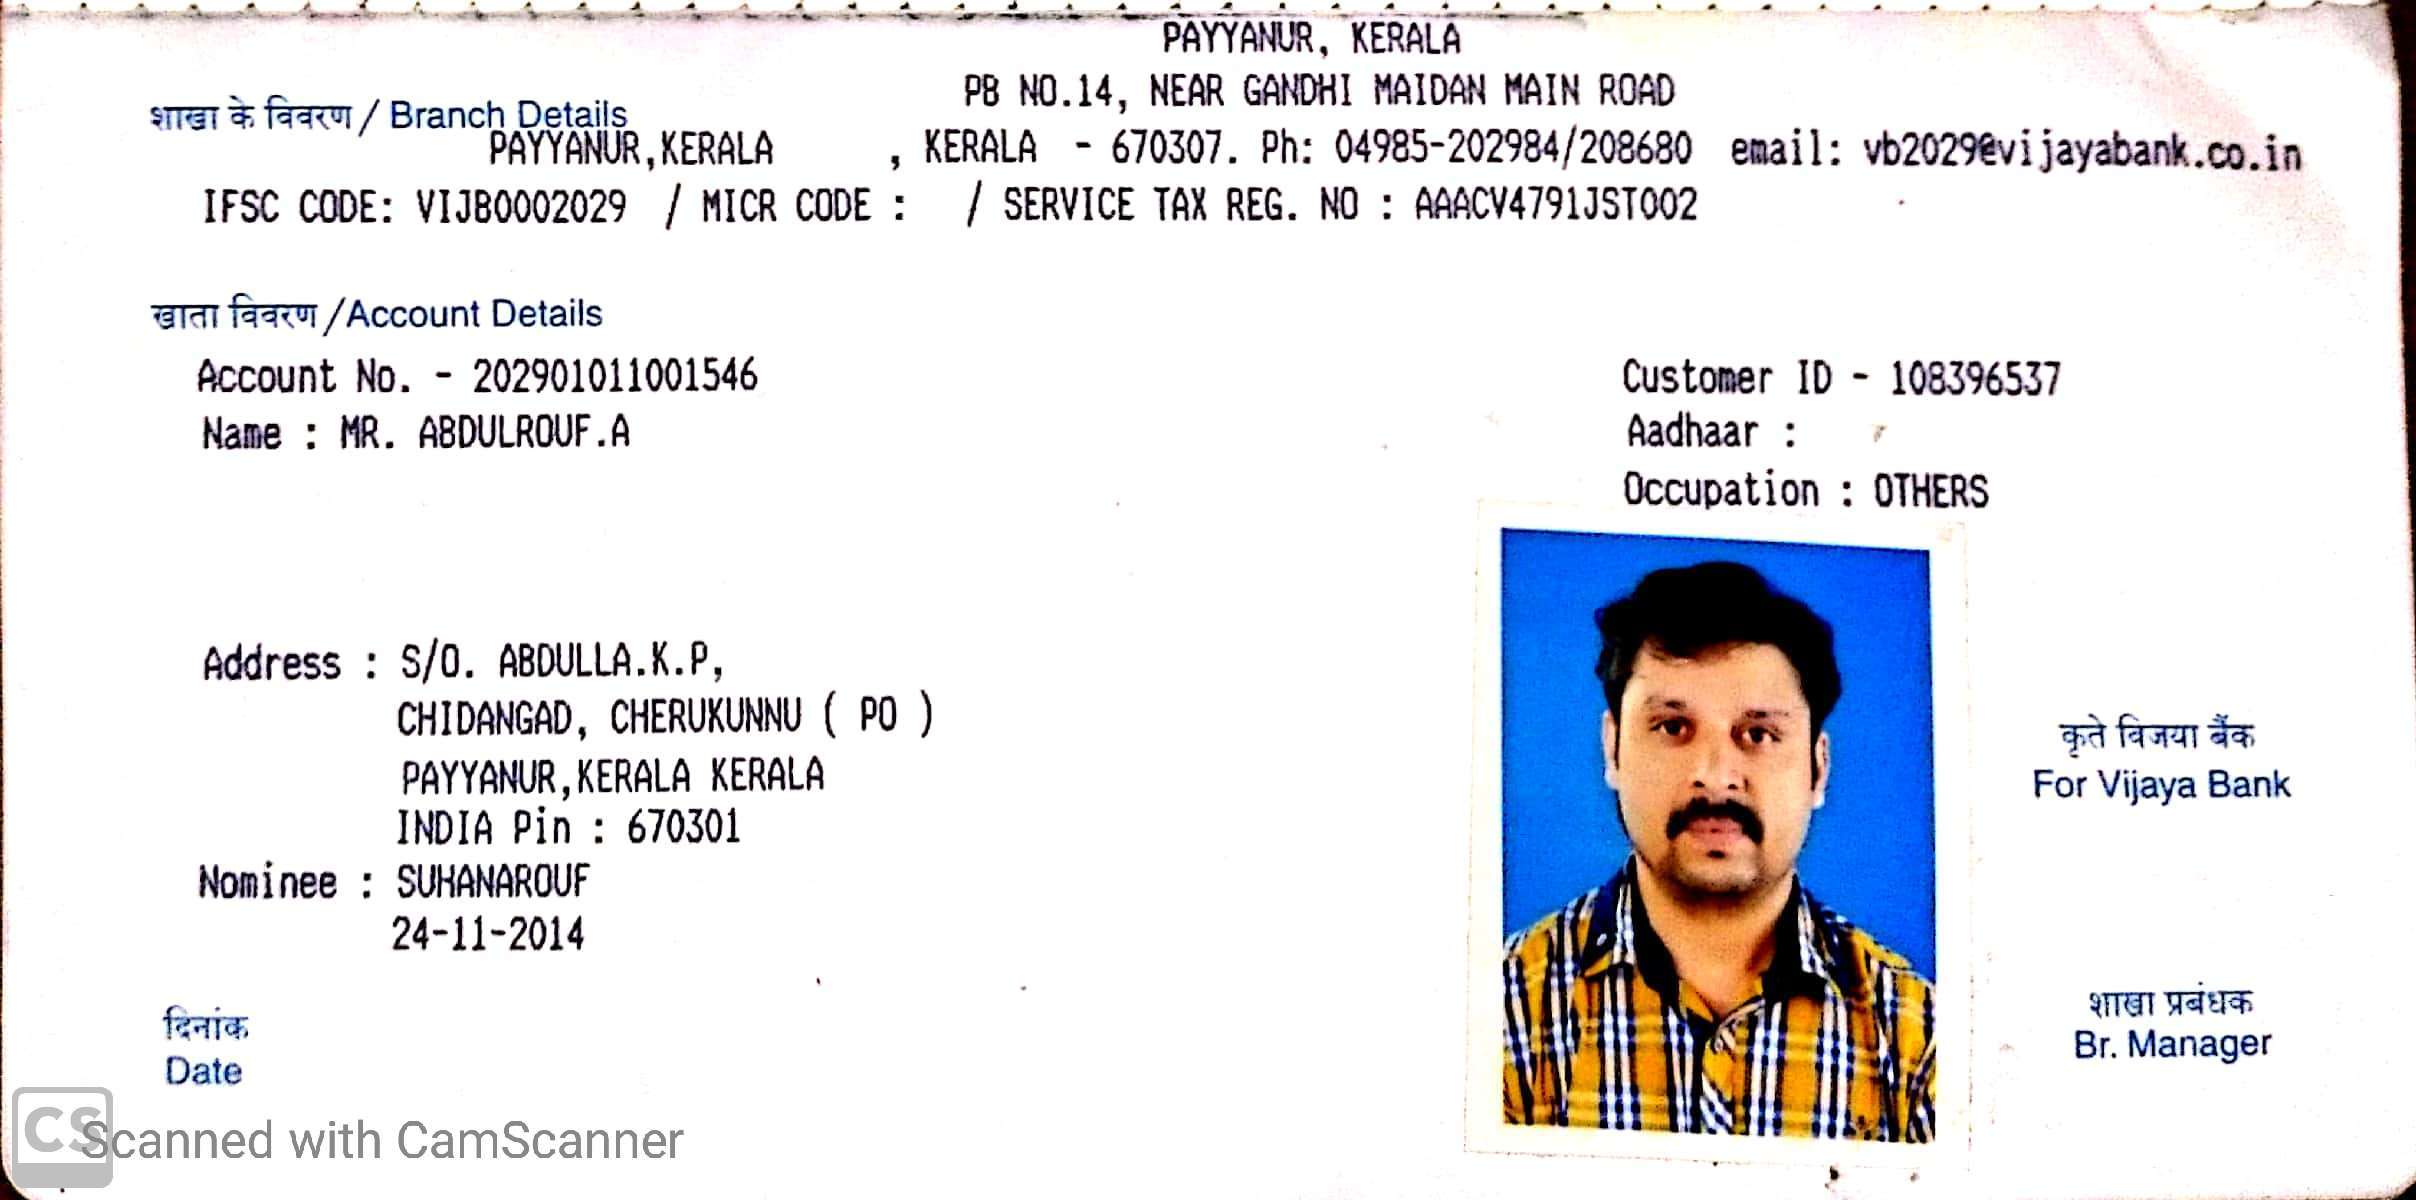 PAYYANUR, KERALA
PB NO.14, NEAR GANDHI MAIDAN MAIN ROAD
शाखा के विवरण / Branch Details
PAYYANUR,KERALA , KERALA - 670307. Ph: 04985-202984/208680 email: vb2029@vijayabank.co.in
IFSC CODE: VIJB0002029 / MICR CODE : / SERVICE TAX REG. NO : AAACV4791JST002
खाता विवरण /Account Details
Account No. - 202901011001546 Customer ID - 108396537
Name : MR. ABDULROUF.A Aadhaar :
Occupation : OTHERS
Address : S/O. ABDULLA.K.P,
CHIDANGAD, CHERUKUNNU ( PO )
PAYYANUR,KERALA KERALA
INDIA Pin : 670301
Nominee : SUHANAROUF
24-11-2014
कृते विजया बैंक
For Vijaya Bank
दिनांक
Date
शाखा प्रबंधक
Br. Manager
CS Scanned with CamScanner